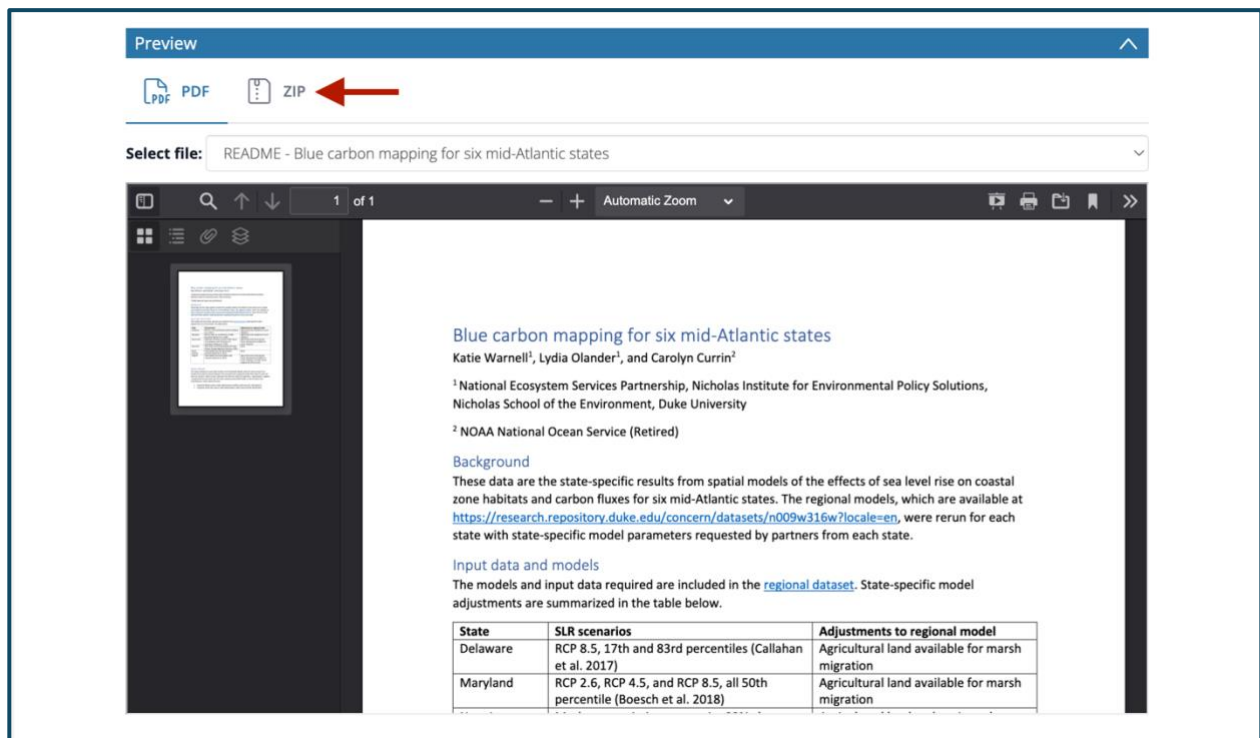 Preview
PDF PDF ZIP
Select file: README - Blue carbon mapping for six mid-Atlantic states
1 of 1 Automatic Zoom
Blue carbon mapping for six mid-Atlantic states
Katie Warnell¹, Lydia Olander¹, and Carolyn Currin²
¹ National Ecosystem Services Partnership, Nicholas Institute for Environmental Policy Solutions,
Nicholas School of the Environment, Duke University
² NOAA National Ocean Service (Retired)
Background
These data are the state-specific results from spatial models of the effects of sea level rise on coastal
zone habitats and carbon fluxes for six mid-Atlantic states. The regional models, which are available at
https://research.repository.duke.edu/concern/datasets/n009w316w?locale=en, were rerun for each
state with state-specific model parameters requested by partners from each state.
Input data and models
The models and input data required are included in the regional dataset. State-specific model
adjustments are summarized in the table below.
State SLR scenarios Adjustments to regional model
Delaware RCP 8.5, 17th and 83rd percentiles (Callahan Agricultural land available for marsh
et al. 2017) migration
Maryland RCP 2.6, RCP 4.5, and RCP 8.5, all 50th Agricultural land available for marsh
percentile (Boesch et al. 2018) migration